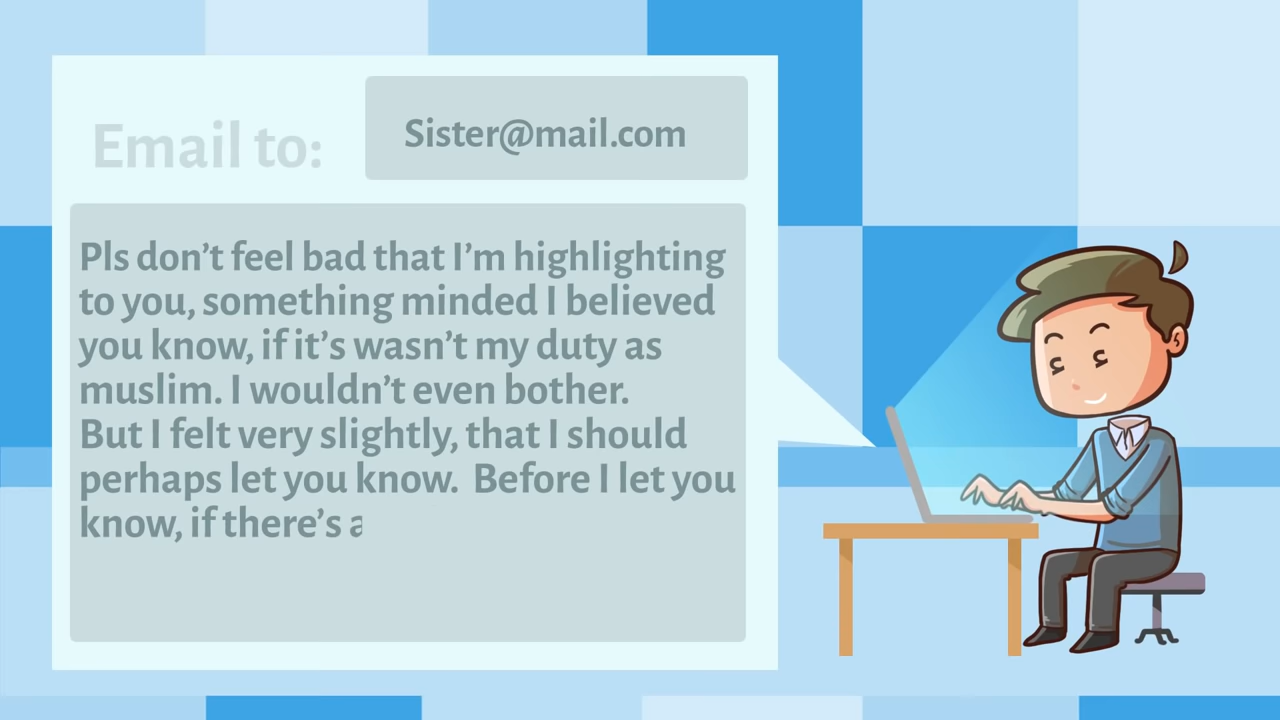 Email to:
Sister@mail.com
Pls don’t feel bad that I’m highlighting
to you, something minded I believed
you know, if it’s wasn’t my duty as
muslim. I wouldn’t even bother.
But I felt very slightly, that I should
perhaps let you know.  Before I let you
know, if there’s a